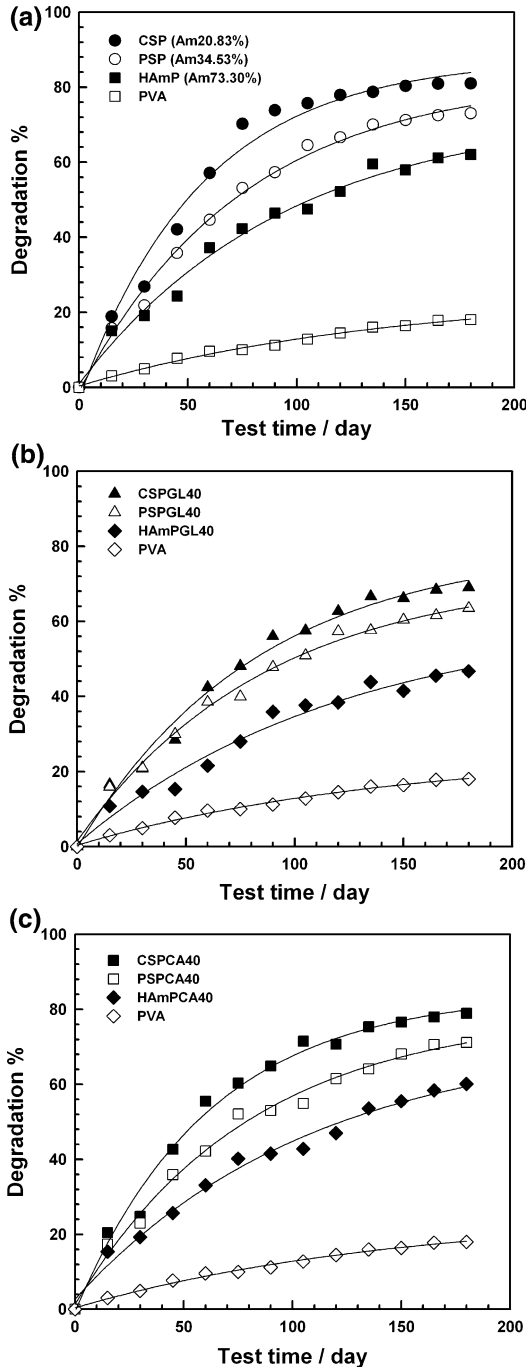 (a)
100
80
60
40
20
0
Degradation %
CSP (Am20.83%)
PSP (Am34.53%)
HAmP (Am73.30%)
PVA
0 50 100 150 200
Test time / day
(b)
100
80
60
40
20
0
Degradation %
CSPGL40
PSPGL40
HAmPGL40
PVA
0 50 100 150 200
Test time / day
(c)
100
80
60
40
20
0
Degradation %
CSPCA40
PSPCA40
HAmPCA40
PVA
0 50 100 150 200
Test time / day